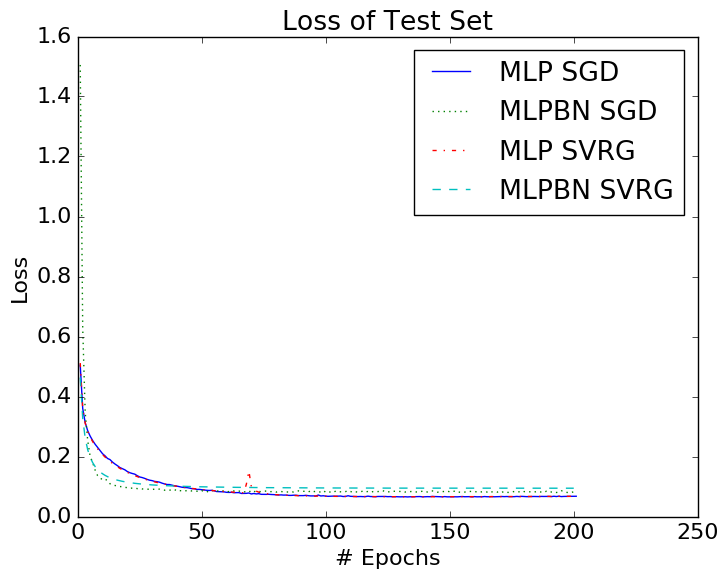 Loss of Test Set
1.6
1.4
1.2
1.0
0.8
0.6
0.4
0.2
0.0
Loss
MLP SGD
MLPBN SGD
MLP SVRG
MLPBN SVRG
0 50 100 150 200 250
# Epochs